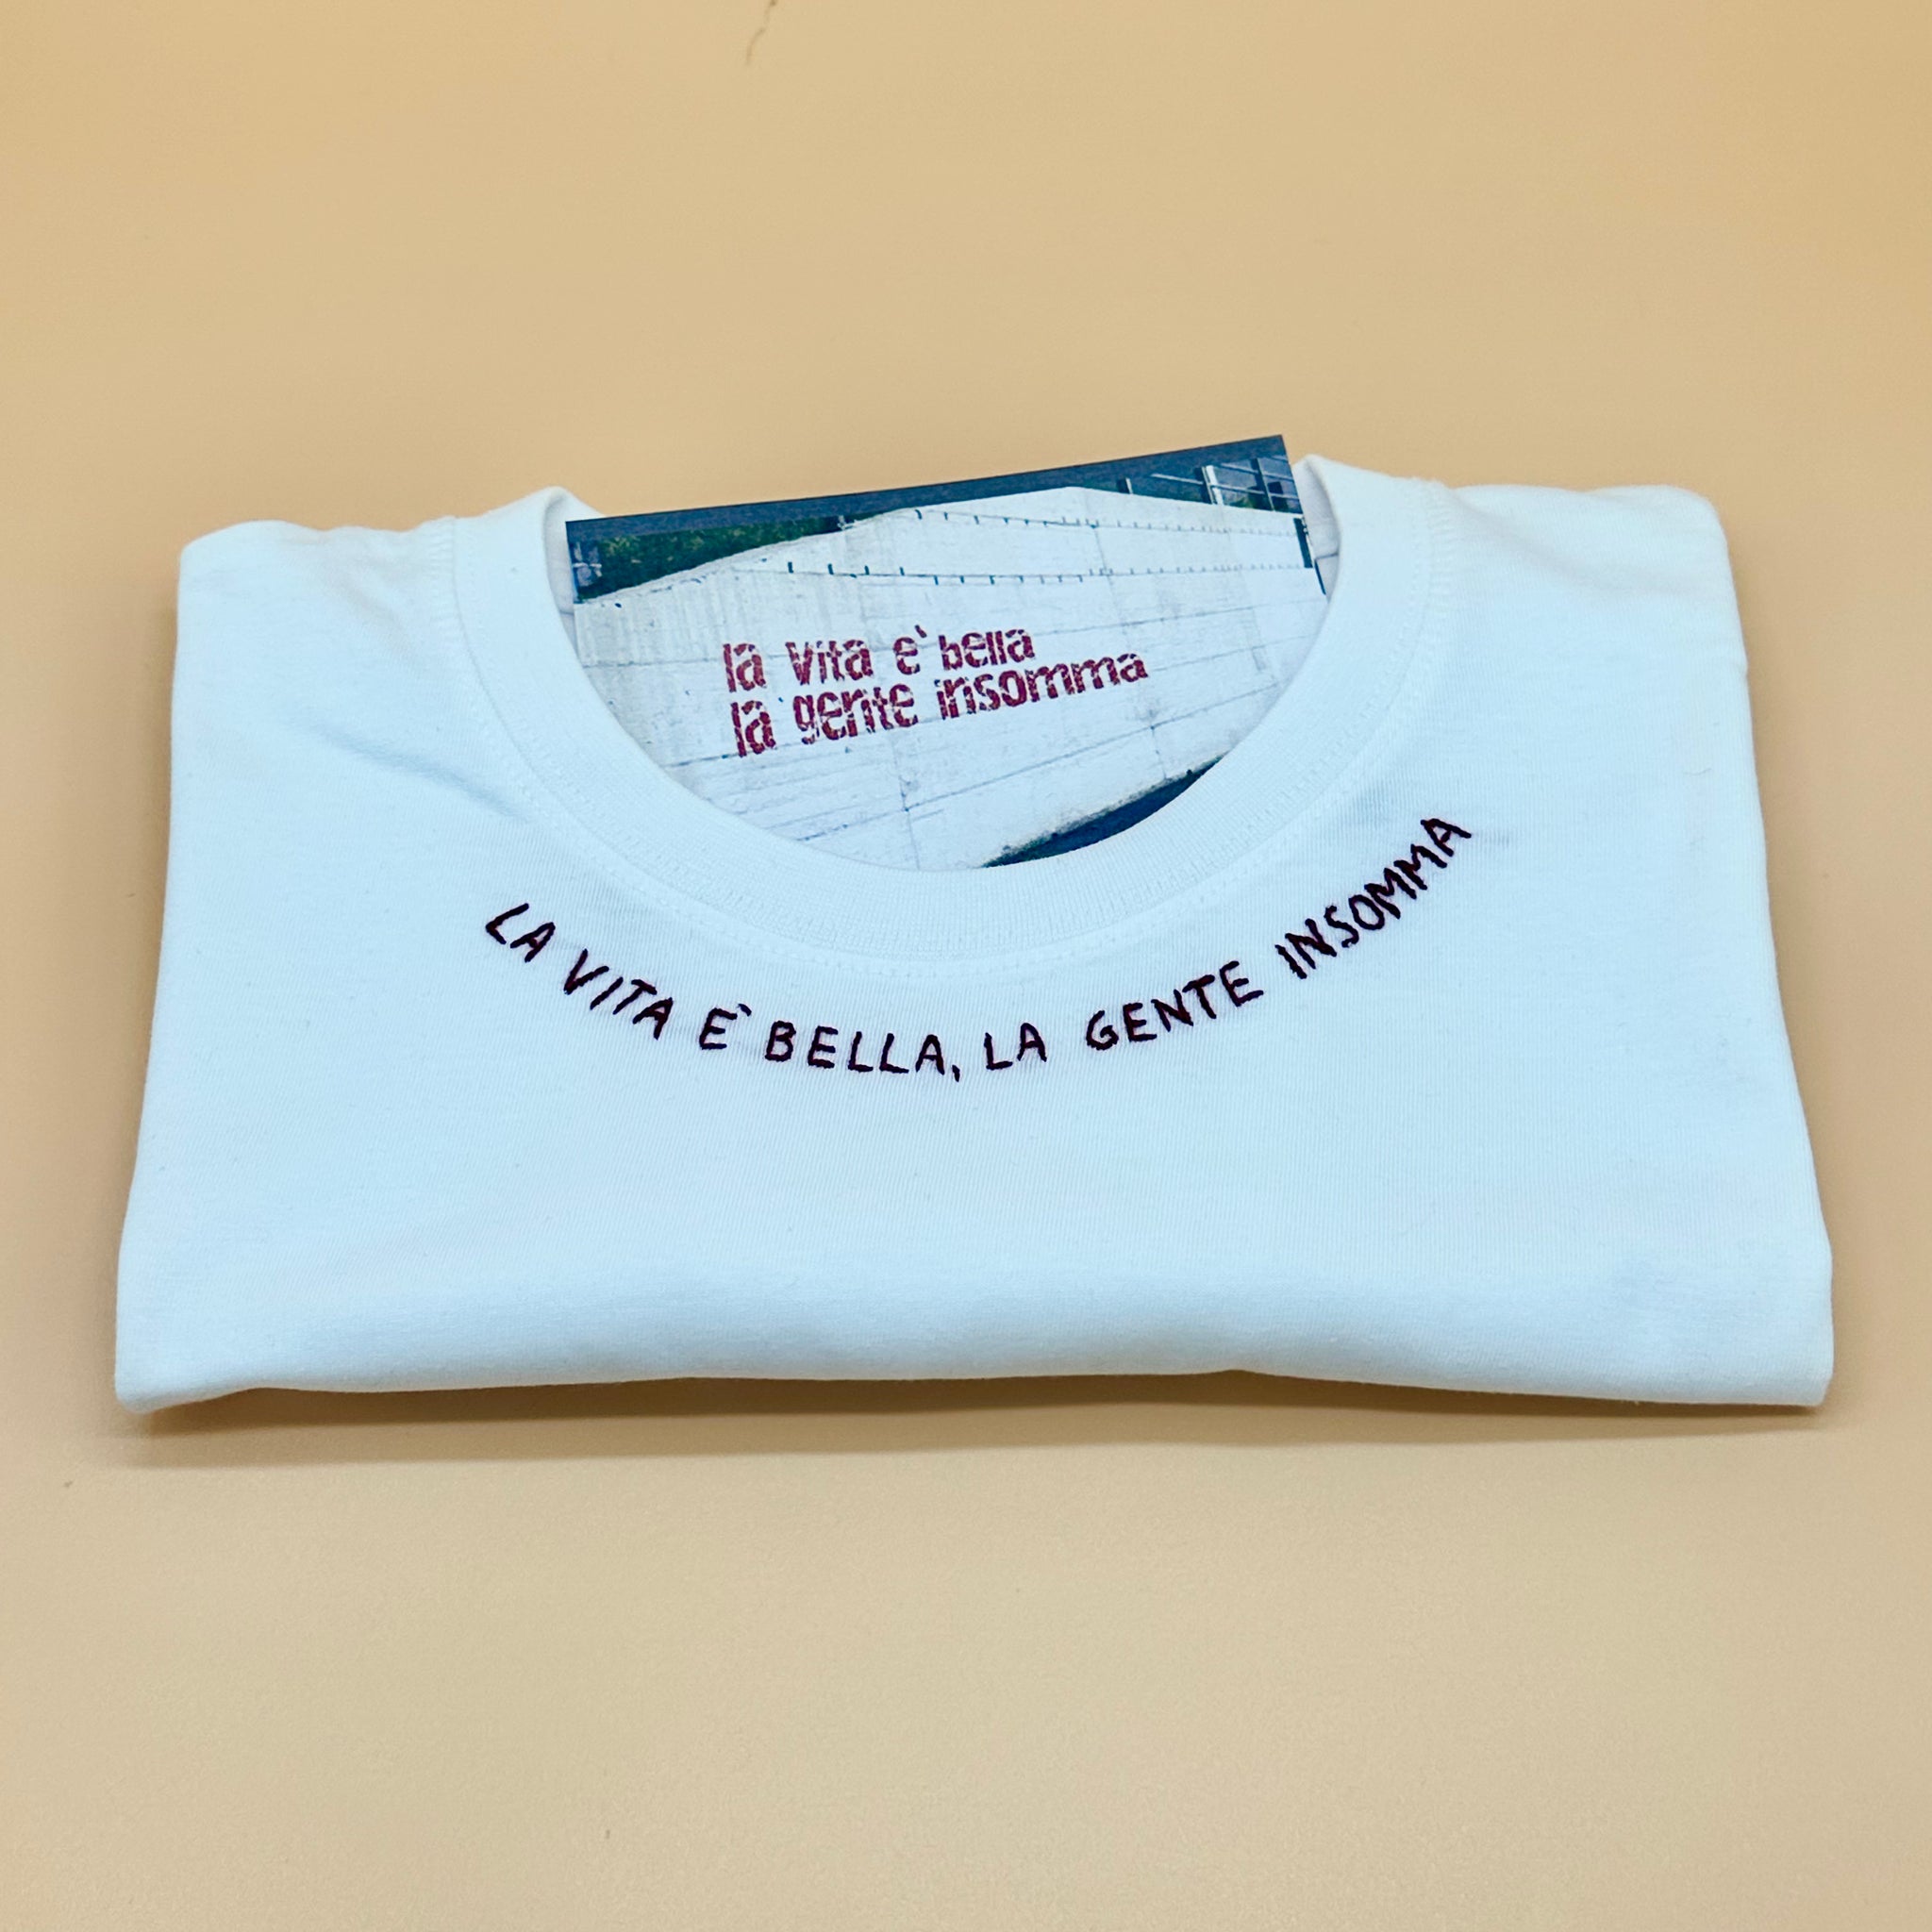 la vita e` bella
la gente insomma
LA VITA E` BELLA, LA GENTE INSOMMA